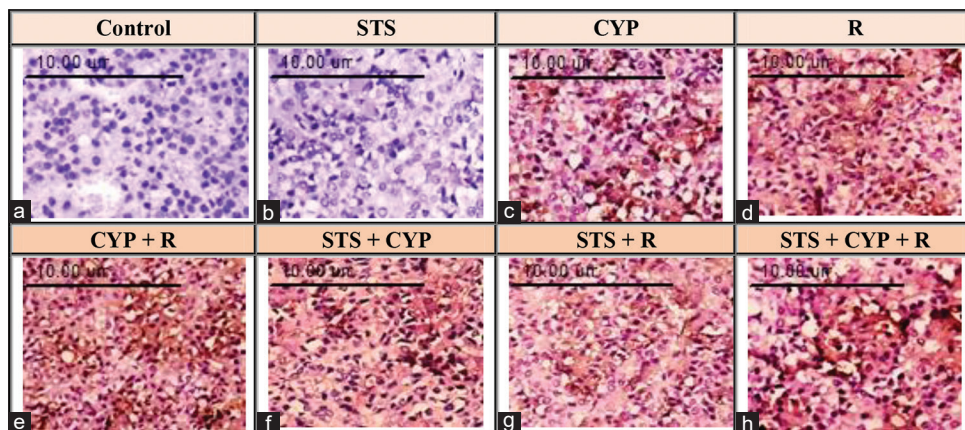 Control STS CYP R
10.00 um 10.00 um 10.00 um 10.00 um
a b c d
CYP + R STS + CYP STS + R STS + CYP + R
10.00 um 10.00 um 10.00 um 10.00 um
e f g h